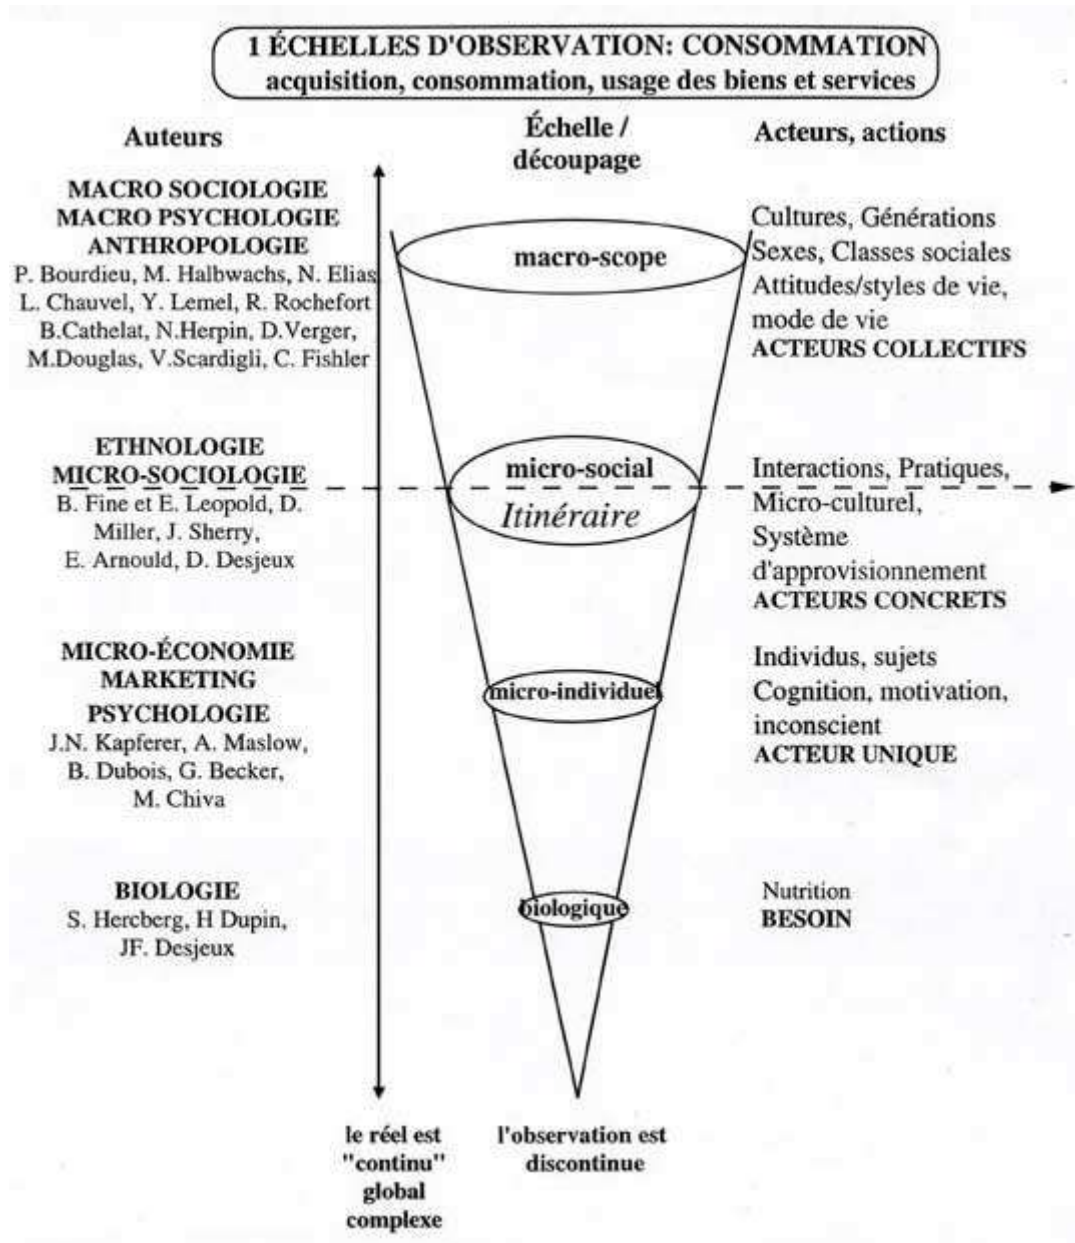 1 ÉCHELLES D'OBSERVATION: CONSOMMATION
acquisition, consommation, usage des biens et services
Auteurs
Échelle /
découpage
Acteurs, actions
MACRO SOCIOLOGIE
MACRO PSYCHOLOGIE
ANTHROPOLOGIE
P. Bourdieu, M. Halbwachs, N. Elias
L. Chauvel, Y. Lemel, R. Rochefort
B.Cathelat, N.Herpin, D.Verger,
M.Douglas, V.Scardigli, C. Fishler
macro-scope
Cultures, Générations
Sexes, Classes sociales
Attitudes/styles de vie,
mode de vie
ACTEURS COLLECTIFS
ETHNOLOGIE
MICRO-SOCIOLOGIE
B. Fine et E. Leopold, D.
Miller, J. Sherry,
E. Arnould, D. Desjeux
micro-social
Itinéraire
Interactions, Pratiques,
Micro-culturel,
Système
d'approvisionnement
ACTEURS CONCRETS
MICRO-ÉCONOMIE
MARKETING
PSYCHOLOGIE
J.N. Kapferer, A. Maslow,
B. Dubois, G. Becker,
M. Chiva
micro-individuel
Individus, sujets
Cognition, motivation,
inconscient
ACTEUR UNIQUE
BIOLOGIE
S. Hercberg, H Dupin,
JF. Desjeux
biologique
Nutrition
BESOIN
le réel est
"continu"
global
complexe
l'observation est
discontinue